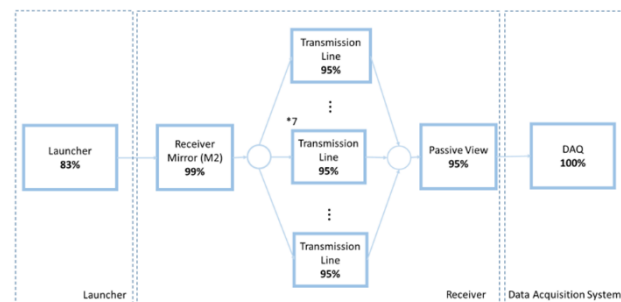 Transmission
Line
95%
*7
Launcher
83%
Receiver
Mirror (M2)
99%
Transmission
Line
95%
Passive View
95%
DAQ
100%
Transmission
Line
95%
Launcher
Receiver
Data Acquisition System